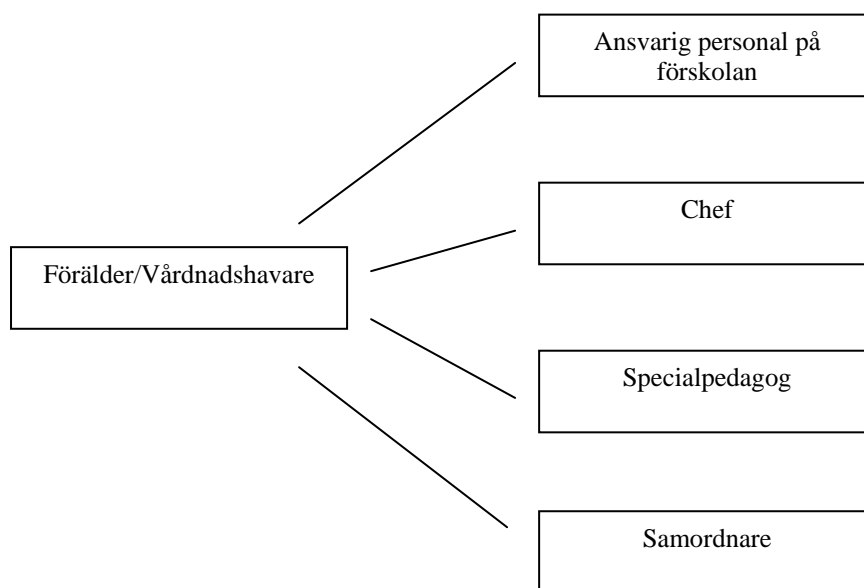 Ansvarig personal på
förskolan
Chef
Förälder/Vårdnadshavare
Specialpedagog
Samordnare